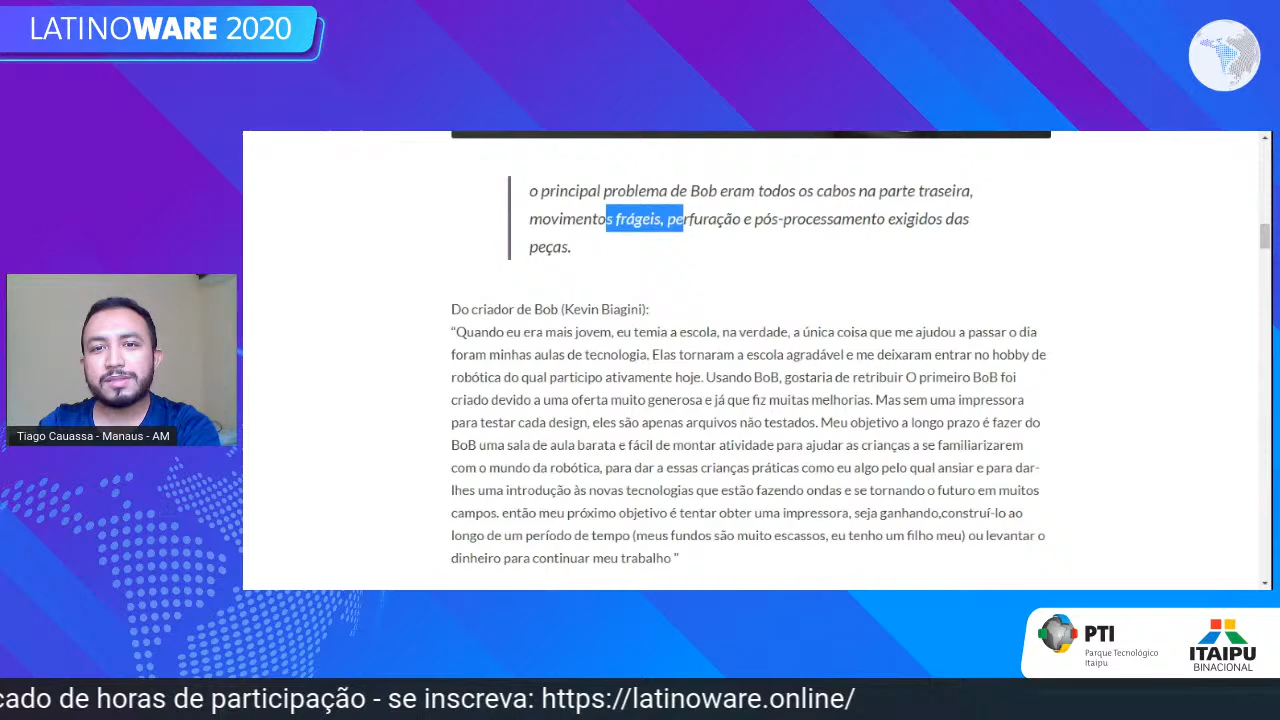 LATINOWARE 2020
o principal problema de Bob eram todos os cabos na parte traseira,
movimentos frágeis, perfuração e pós-processamento exigidos das
peças.
Do criador de Bob (Kevin Biagini):
“Quando eu era mais jovem, eu temia a escola, na verdade, a única coisa que me ajudou a passar o dia
foram minhas aulas de tecnologia. Elas tornaram a escola agradável e me deixaram entrar no hobby de
robótica do qual participo ativamente hoje. Usando BoB, gostaria de retribuir O primeiro BoB foi
criado devido a uma oferta muito generosa e já que fiz muitas melhorias. Mas sem uma impressora
para testar cada design, eles são apenas arquivos não testados. Meu objetivo a longo prazo é fazer do
BoB uma sala de aula barata e fácil de montar atividade para ajudar as crianças a se familiarizarem
com o mundo da robótica, para dar a essas crianças práticas como eu algo pelo qual ansiar e para dar-
lhes uma introdução às novas tecnologias que estão fazendo ondas e se tornando o futuro em muitos
campos. então meu próximo objetivo é tentar obter uma impressora, seja ganhando,construí-lo ao
longo de um período de tempo (meus fundos são muito escassos, eu tenho um filho meu) ou levantar o
dinheiro para continuar meu trabalho "
Tiago Cauassa - Manaus - AM
PTI
Parque Tecnológico
Itaipu
ITAIPU
BINACIONAL
cado de horas de participação - se inscreva: https://latinoware.online/